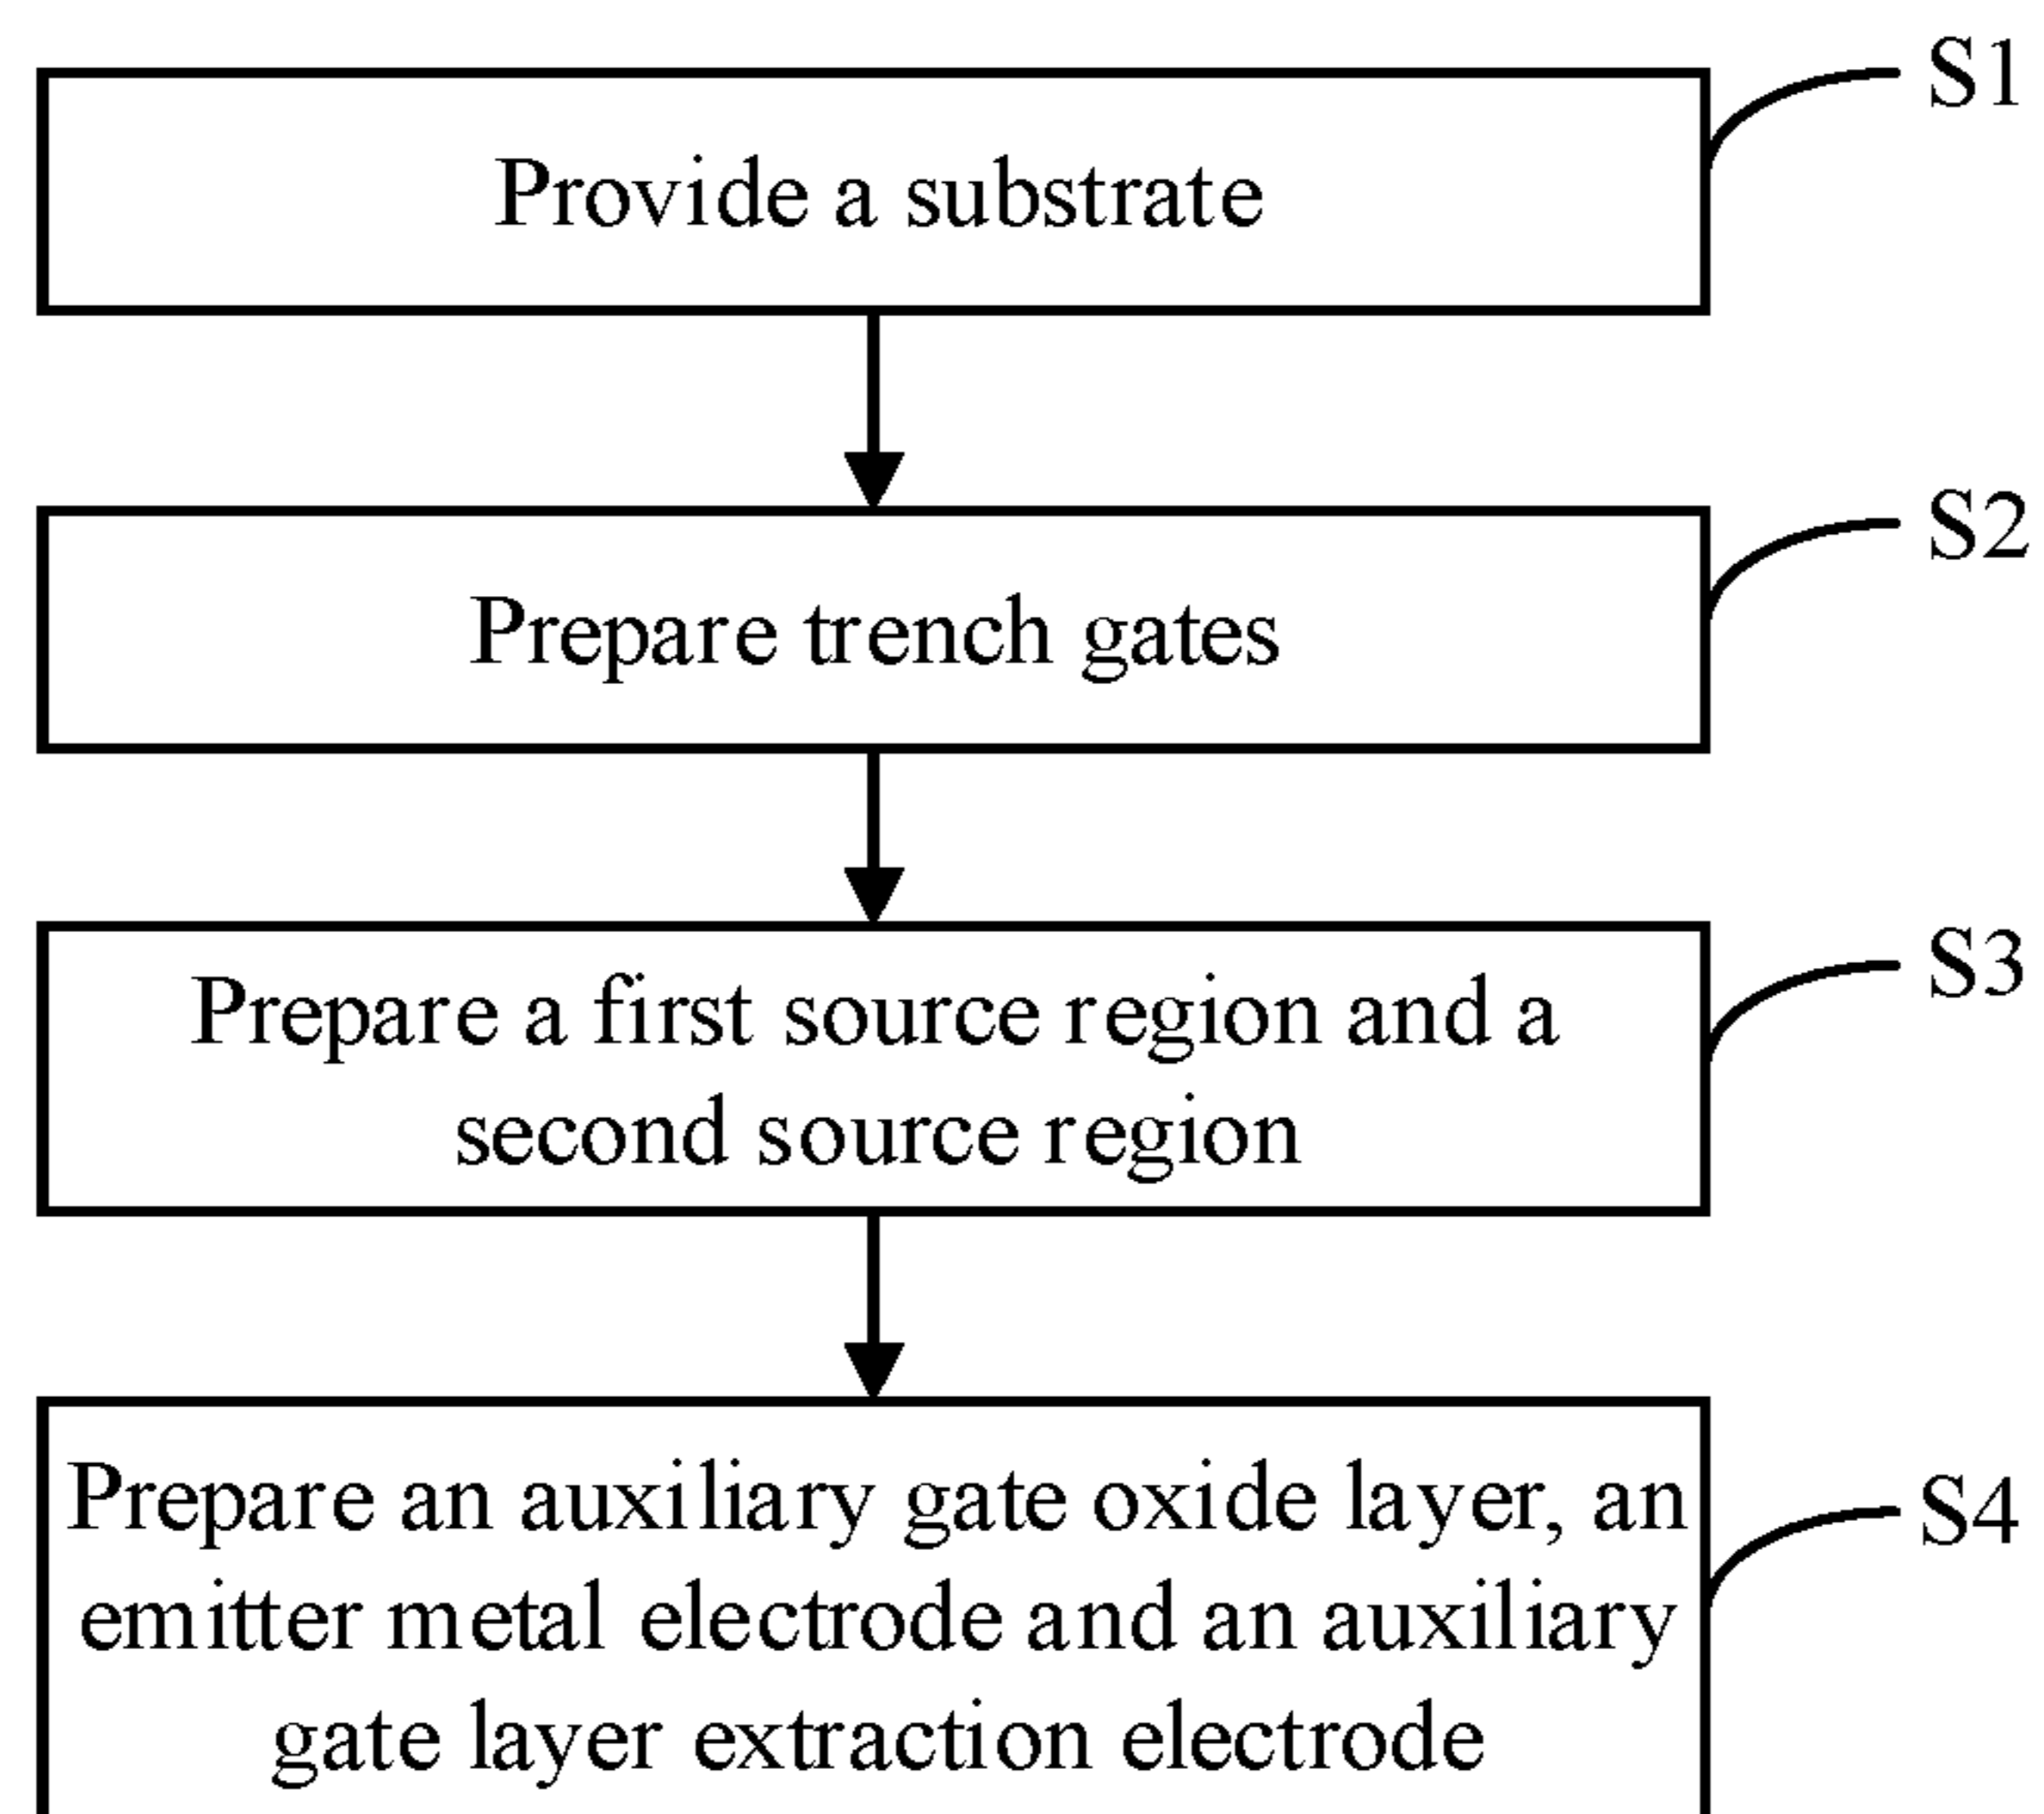 S1
Provide a substrate
S2
Prepare trench gates
S3
Prepare a first source region and a
second source region
S4
Prepare an auxiliary gate oxide layer, an
emitter metal electrode and an auxiliary
gate layer extraction electrode